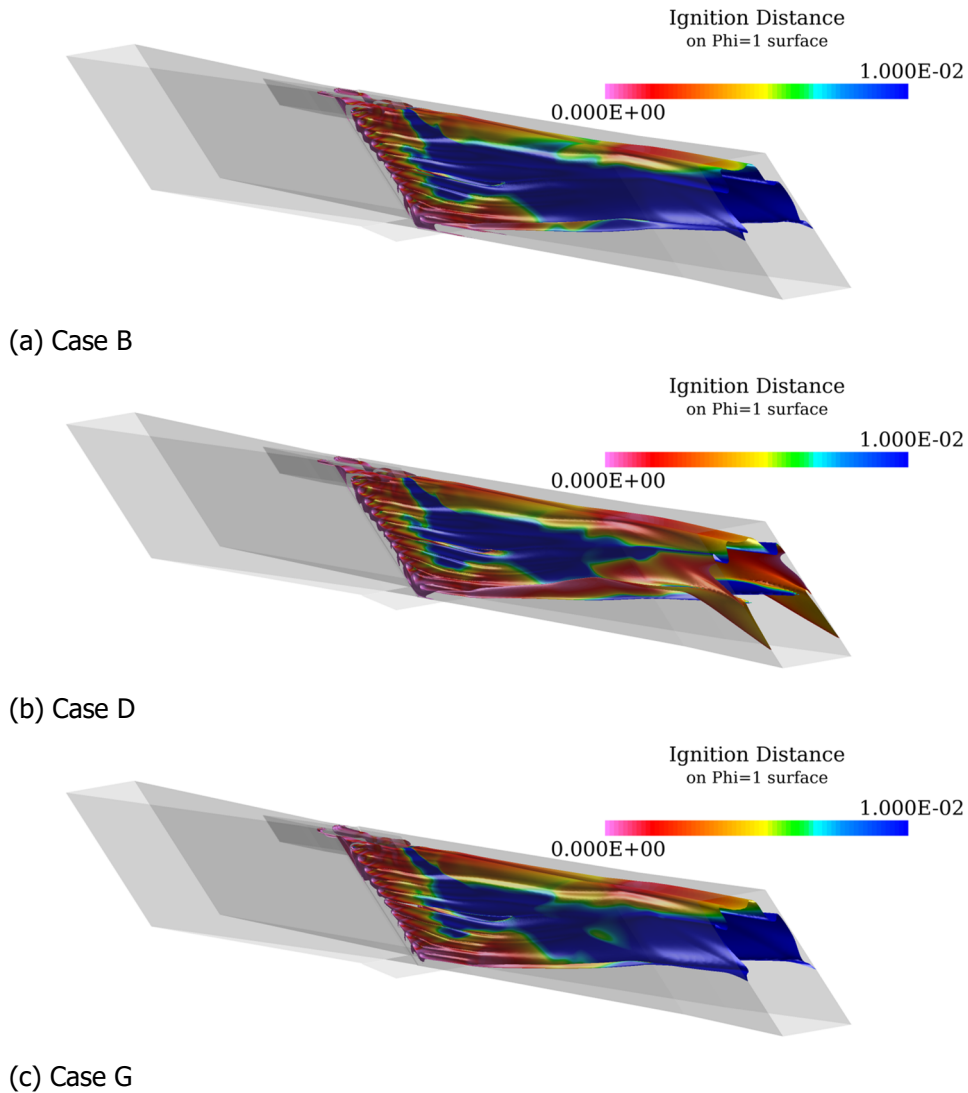 Ignition Distance
on Phi=1 surface
1.000E-02
0.000E+00
(a) Case B
Ignition Distance
on Phi=1 surface
1.000E-02
0.000E+00
(b) Case D
Ignition Distance
on Phi=1 surface
1.000E-02
0.000E+00
(c) Case G